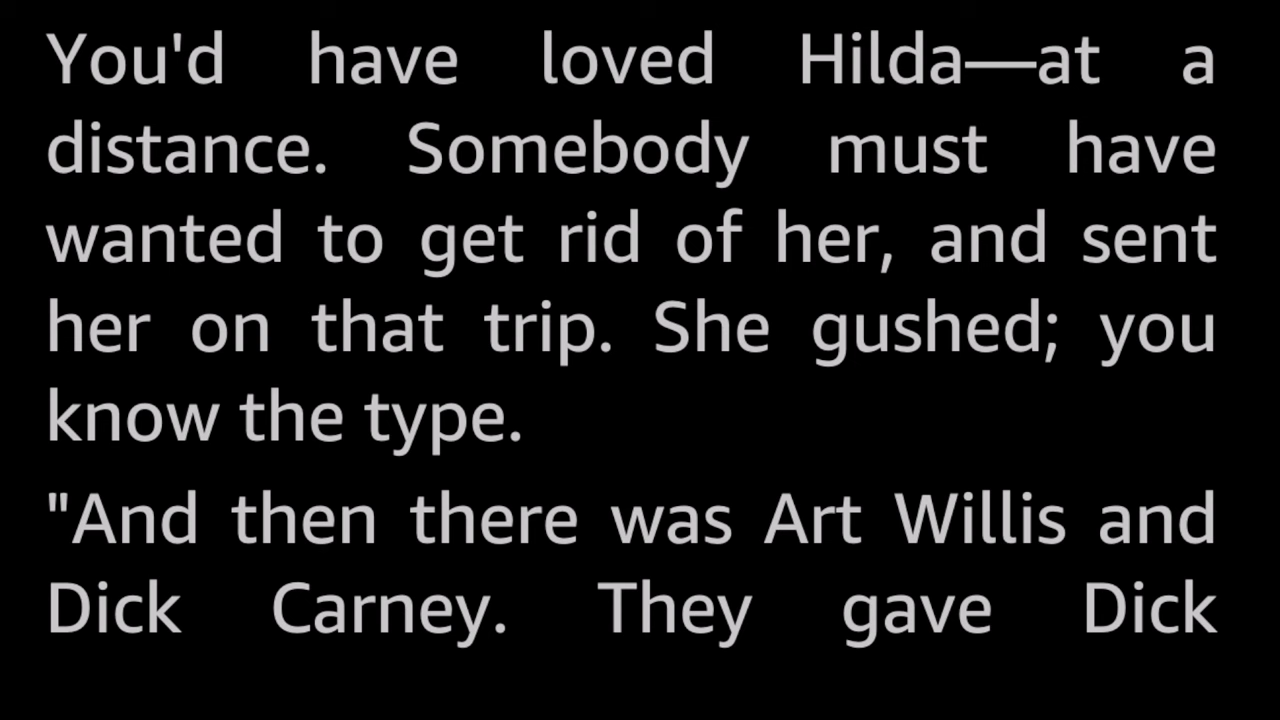 You'd have loved Hilda—at a
distance. Somebody must have
wanted to get rid of her, and sent
her on that trip. She gushed; you
know the type.
"And then there was Art Willis and
Dick Carney. They gave Dick